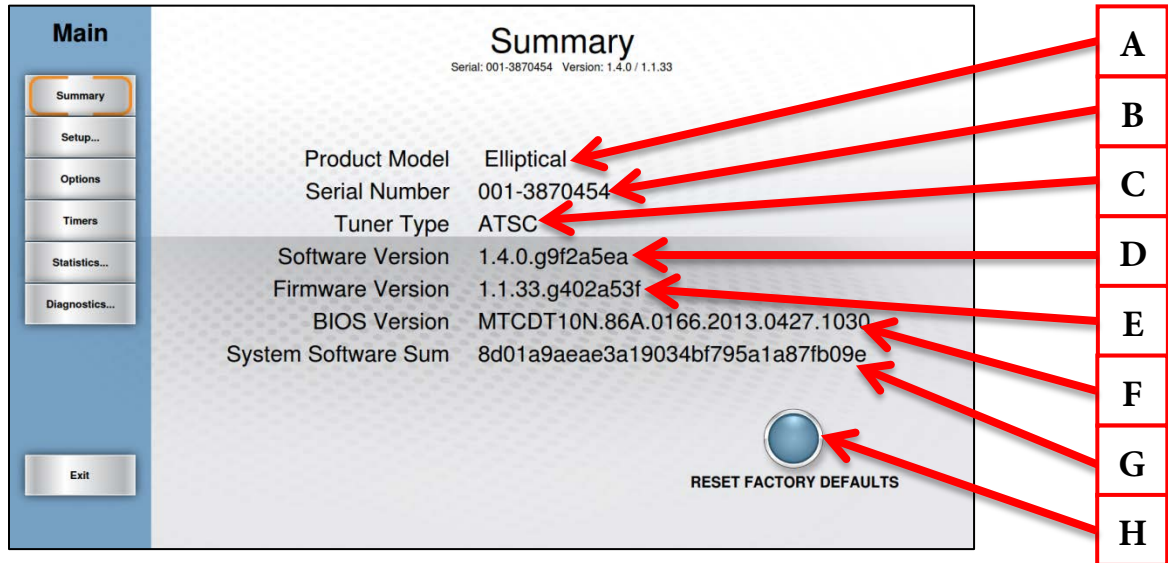 Main
Summary
Setup...
Options
Timers
Statistics...
Diagnostics...
Exit
Summary
Serial: 001-3870454 Version: 1.4.0 / 1.1.33
Product Model Elliptical
Serial Number 001-3870454
Tuner Type ATSC
Software Version 1.4.0.g9f2a5ea
Firmware Version 1.1.33.g402a53f
BIOS Version MTCDT10N.86A.0166.2013.0427.1030
System Software Sum 8d01a9aeae3a19034bf795a1a87fb09e
RESET FACTORY DEFAULTS
A
B
C
D
E
F
G
H